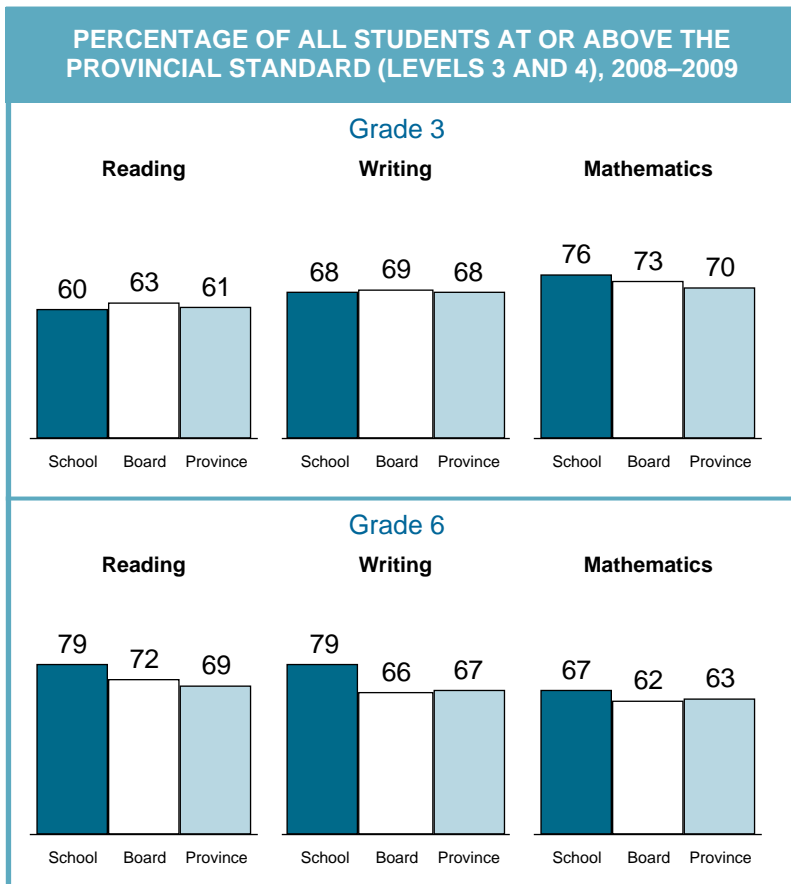 PERCENTAGE OF ALL STUDENTS AT OR ABOVE THE
PROVINCIAL STANDARD (LEVELS 3 AND 4), 2008–2009
Grade 3
Reading Writing Mathematics
60 63 61 68 69 68 76 73 70
School Board Province School Board Province School Board Province
Grade 6
Reading Writing Mathematics
79 72 69 79 66 67 67 62 63
School Board Province School Board Province School Board Province